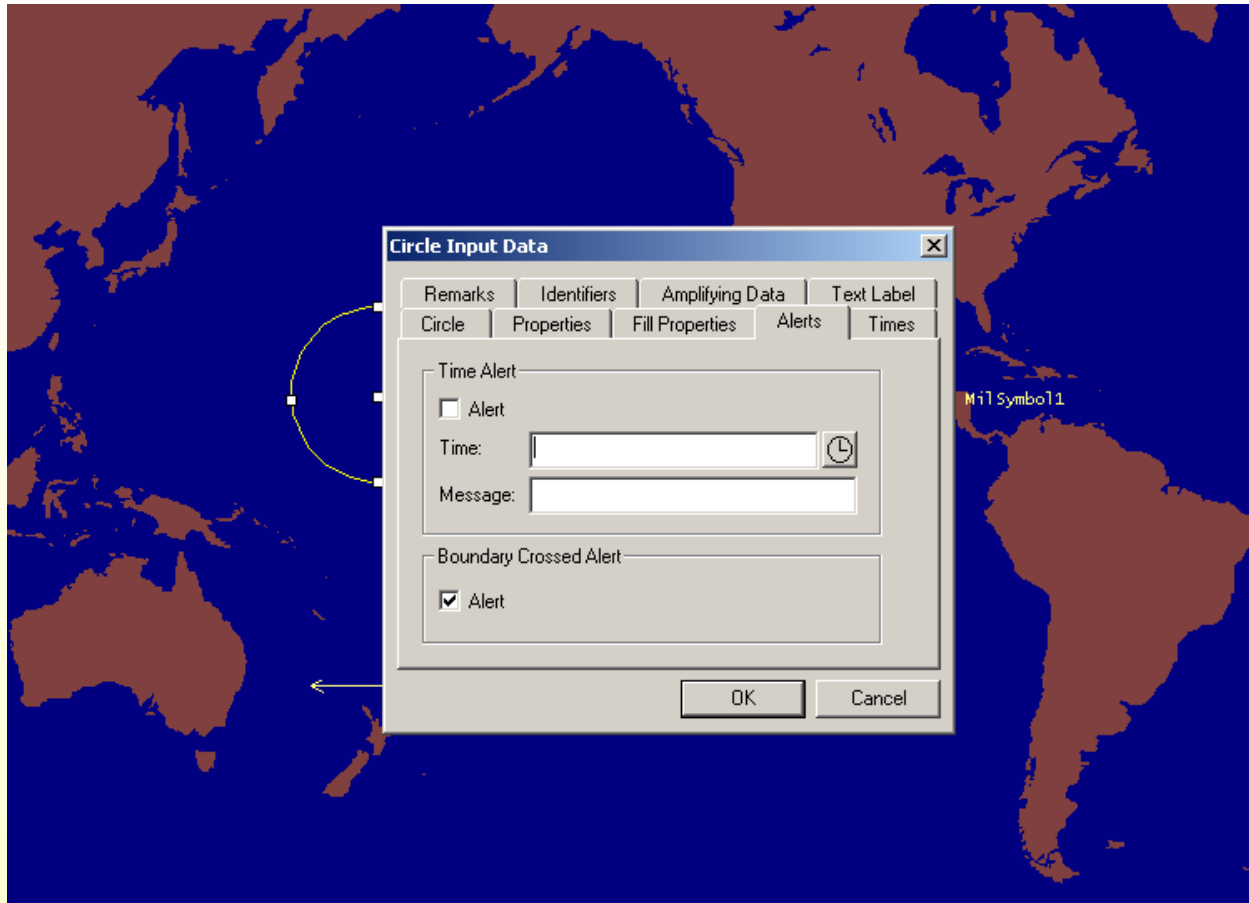 Circle Input Data
Remarks Identifiers Amplifying Data Text Label
Circle Properties Fill Properties Alerts Times
Time Alert
Alert
Time:
Message:
Boundary Crossed Alert
Alert
OK Cancel
MilSymbol1